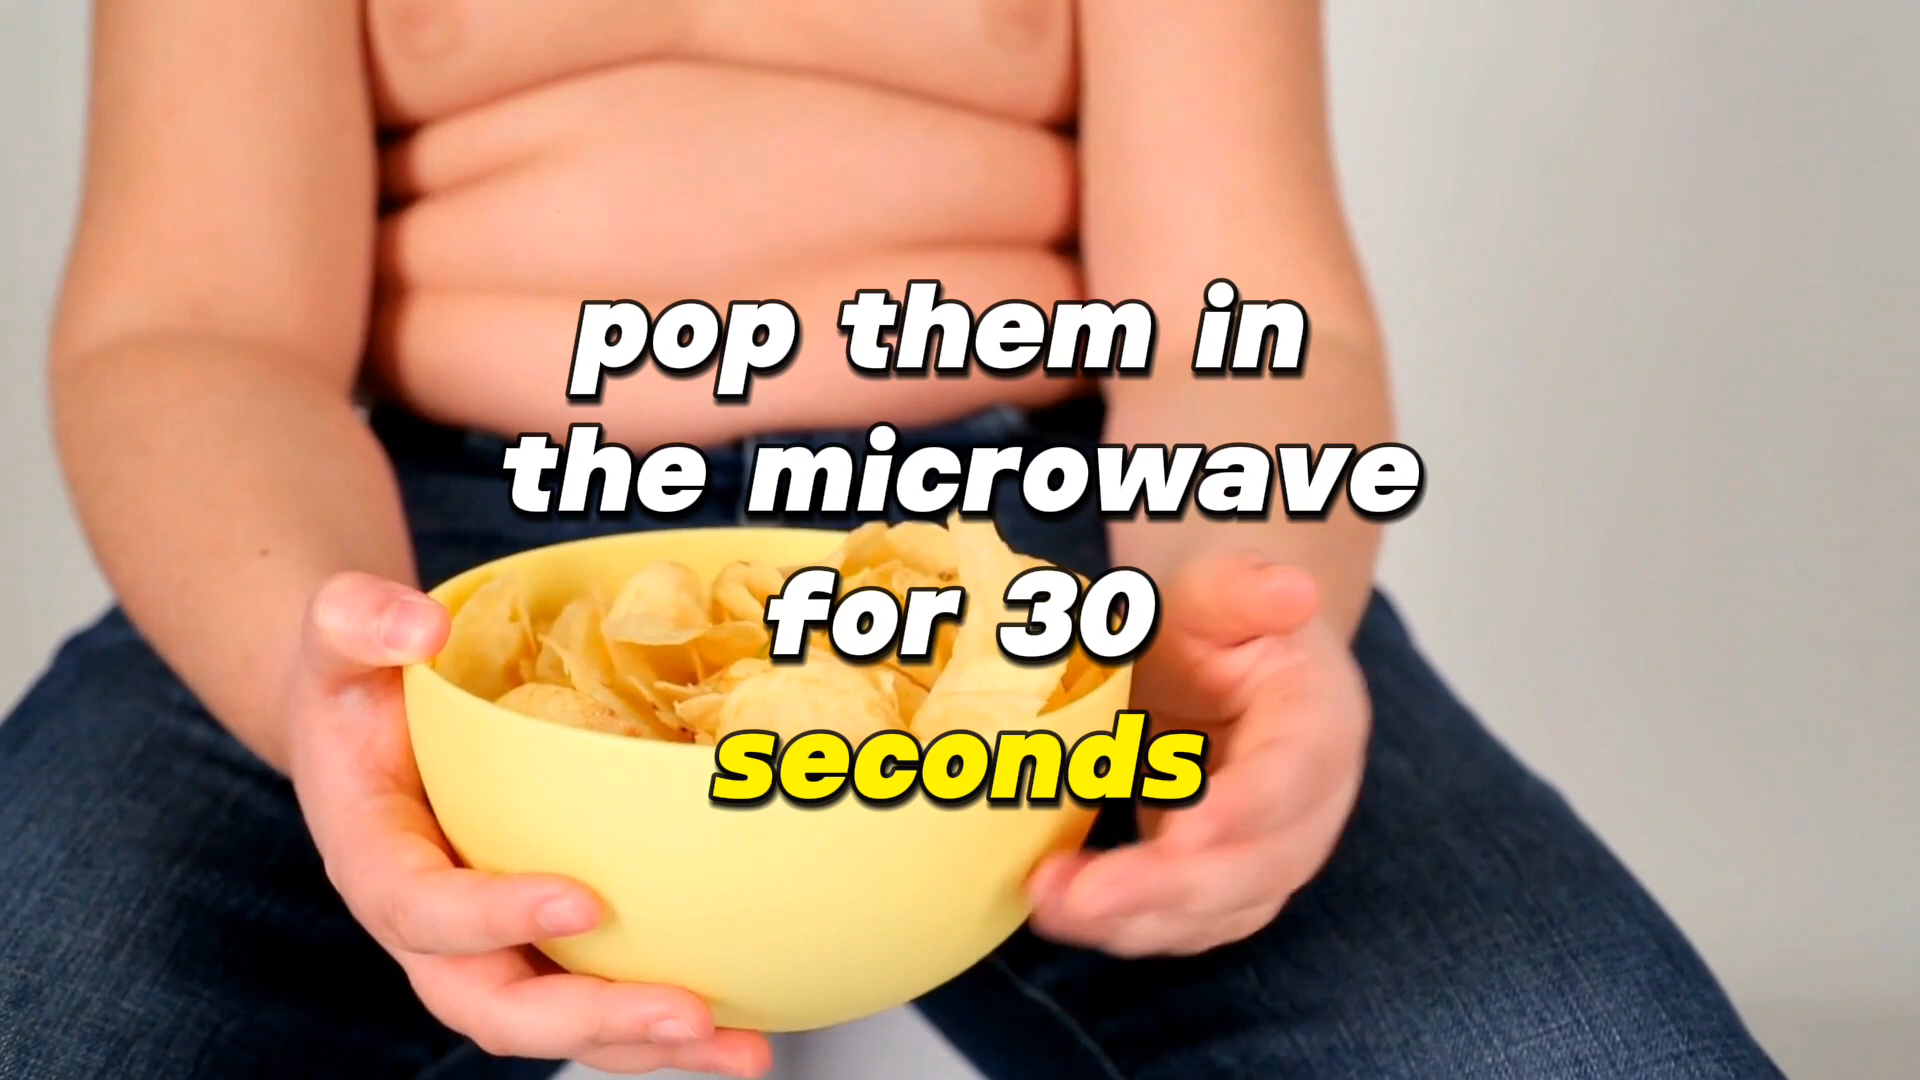 pop them in
the microwave
for 30
seconds